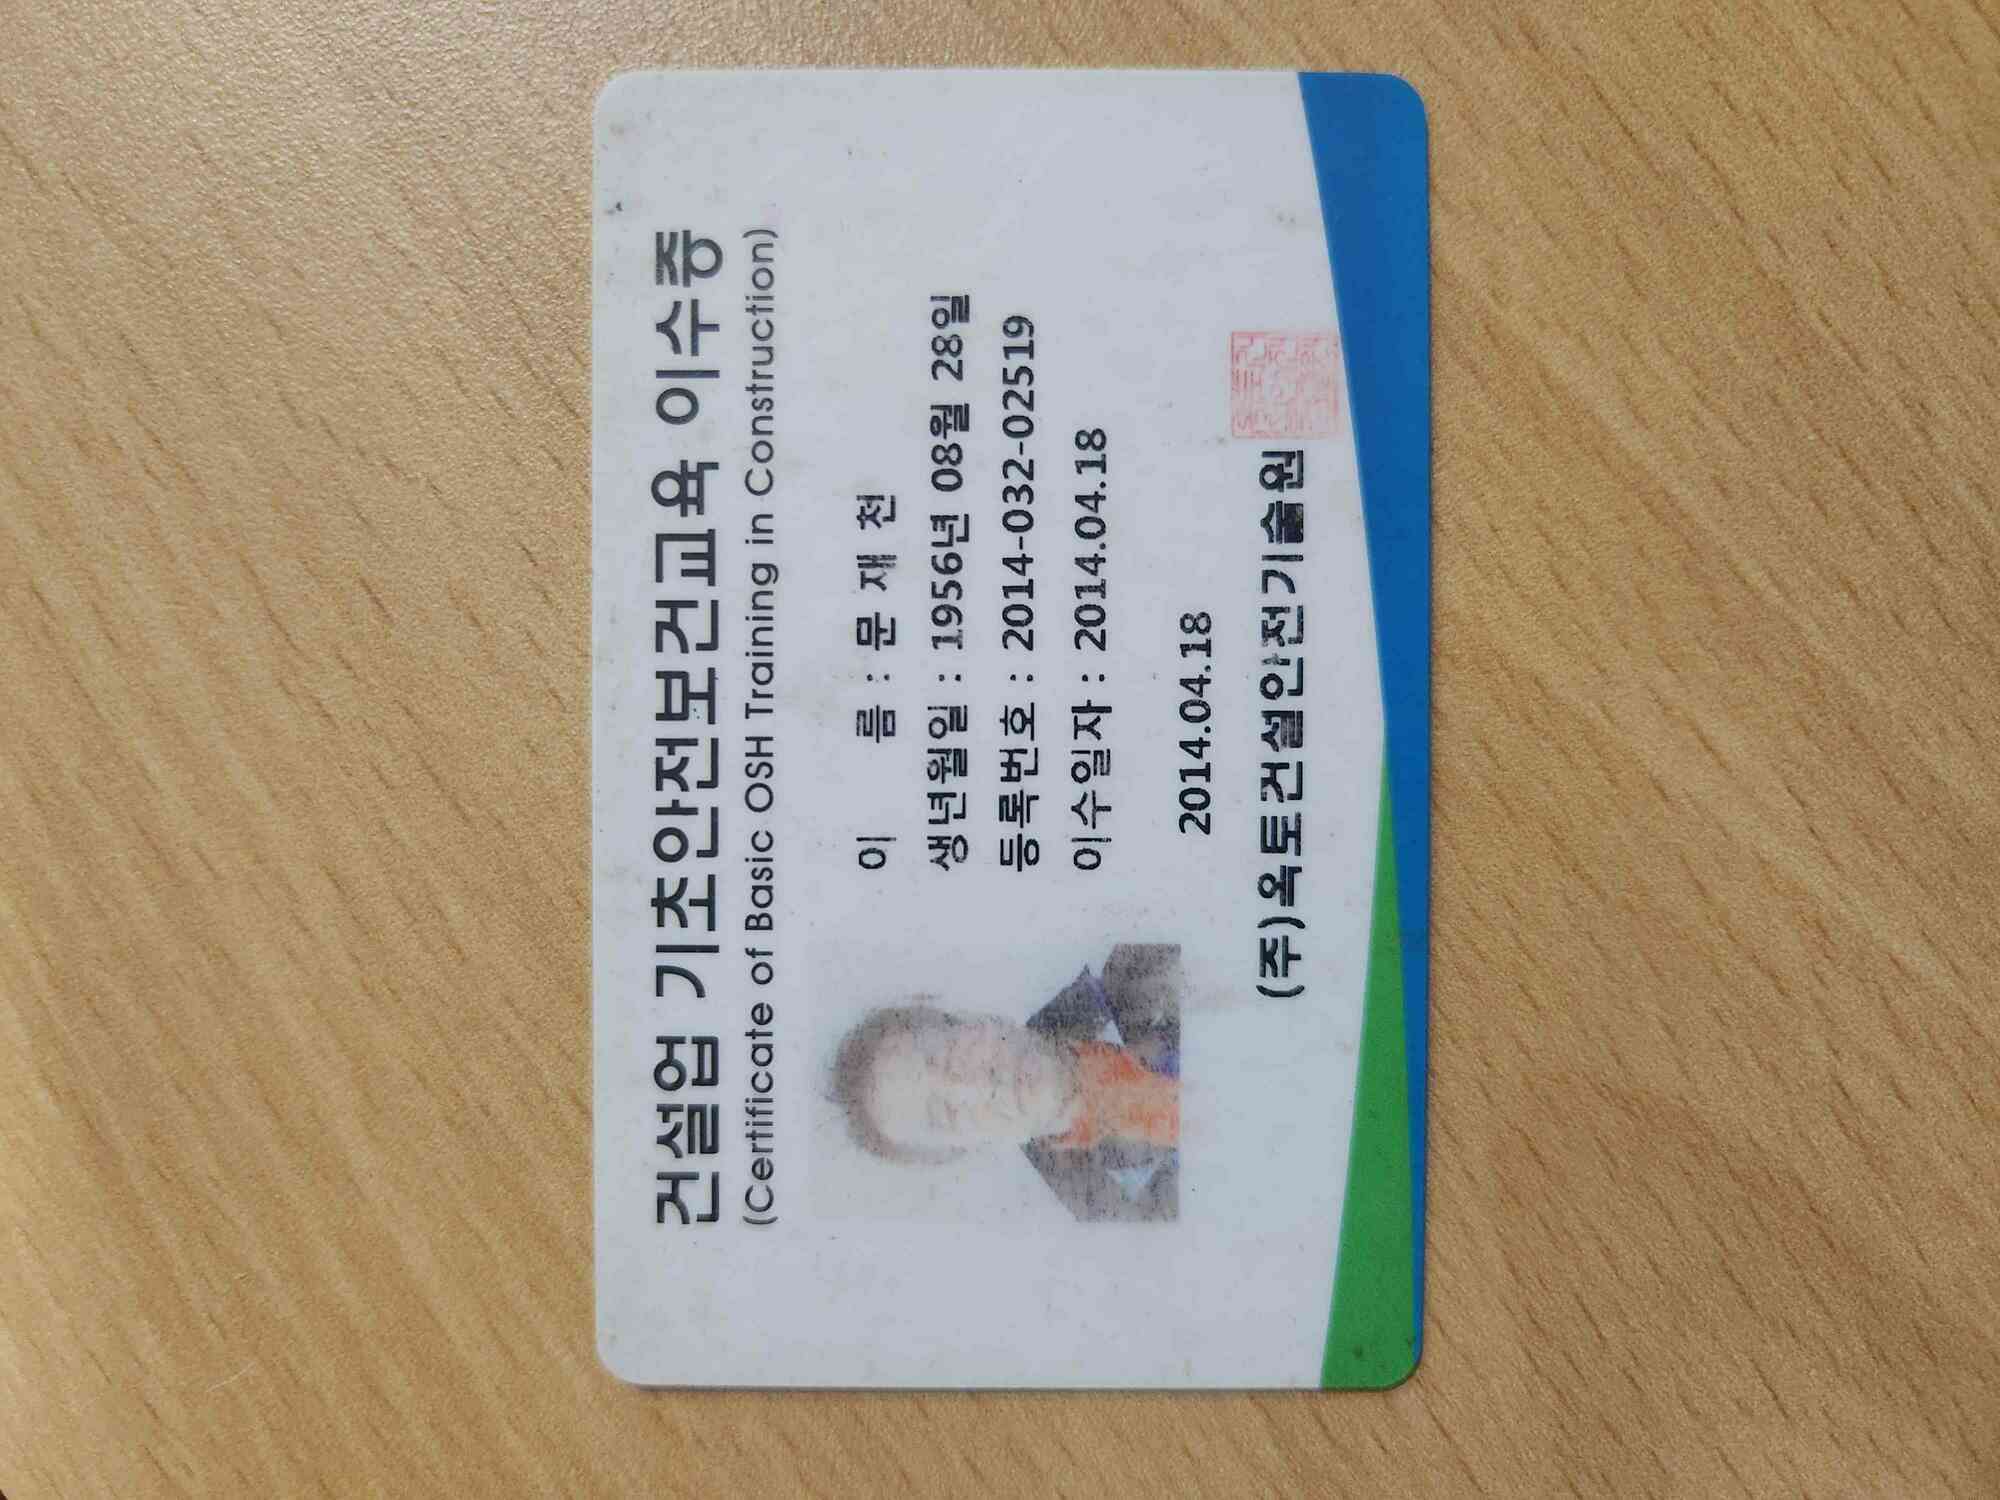 건설업 기초안전보건교육 이수증
(Certificate of Basic OSH Training in Construction)
이 름 : 문 재 천
생년월일 : 1956년 08월 28일
등록번호 : 2014-032-02519
이수일자 : 2014.04.18
2014.04.18
(주)옥토건설안전기술원